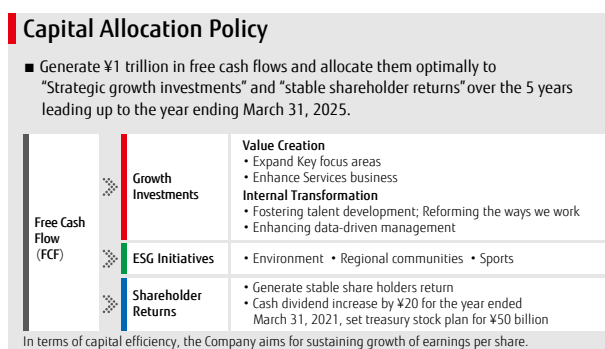 Capital Allocation Policy
■ Generate ¥1 trillion in free cash flows and allocate them optimally to
“Strategic growth investments” and “stable shareholder returns” over the 5 years
leading up to the year ending March 31, 2025.
Free Cash
Flow
(FCF)
Growth
Investments
Value Creation
• Expand Key focus areas
• Enhance Services business
Internal Transformation
• Fostering talent development; Reforming the ways we work
• Enhancing data-driven management
ESG Initiatives
• Environment • Regional communities • Sports
Shareholder
Returns
• Generate stable share holders return
• Cash dividend increase by ¥20 for the year ended
March 31, 2021, set treasury stock plan for ¥50 billion
In terms of capital efficiency, the Company aims for sustaining growth of earnings per share.